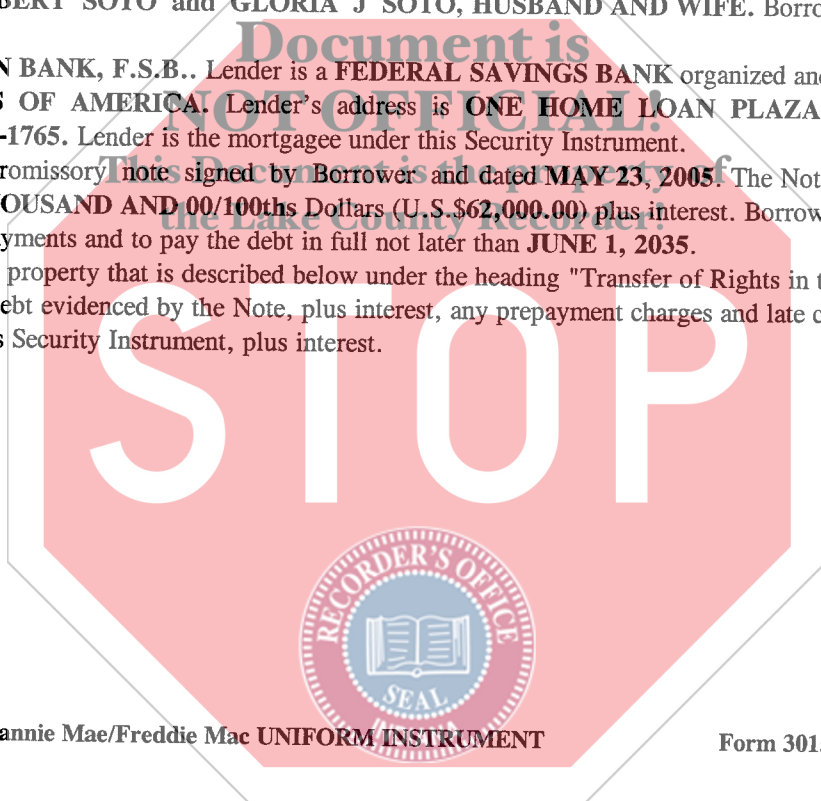 BERT SOTO and GLORIA J SOTO, HUSBAND AND WIFE. Borro
Document is
N BANK, F.S.B.. Lender is a FEDERAL SAVINGS BANK organized and
S OF AMERICA. Lender's address is ONE HOME LOAN PLAZA
NOT OFFICIAL!
-1765. Lender is the mortgagee under this Security Instrument.
romissory note signed by Borrower and dated MAY 23, 2005. The Not
This Document is the property of
OUSAND AND 00/100ths Dollars (U.S.$62,000.00) plus interest. Borrow
the Lake County Recorder!
yments and to pay the debt in full not later than JUNE 1, 2035.
property that is described below under the heading "Transfer of Rights in t
ebt evidenced by the Note, plus interest, any prepayment charges and late c
s Security Instrument, plus interest.
STOP
RECORDER'S OFFICE
SEAL
INDIANA
annie Mae/Freddie Mac UNIFORM INSTRUMENT
Form 301